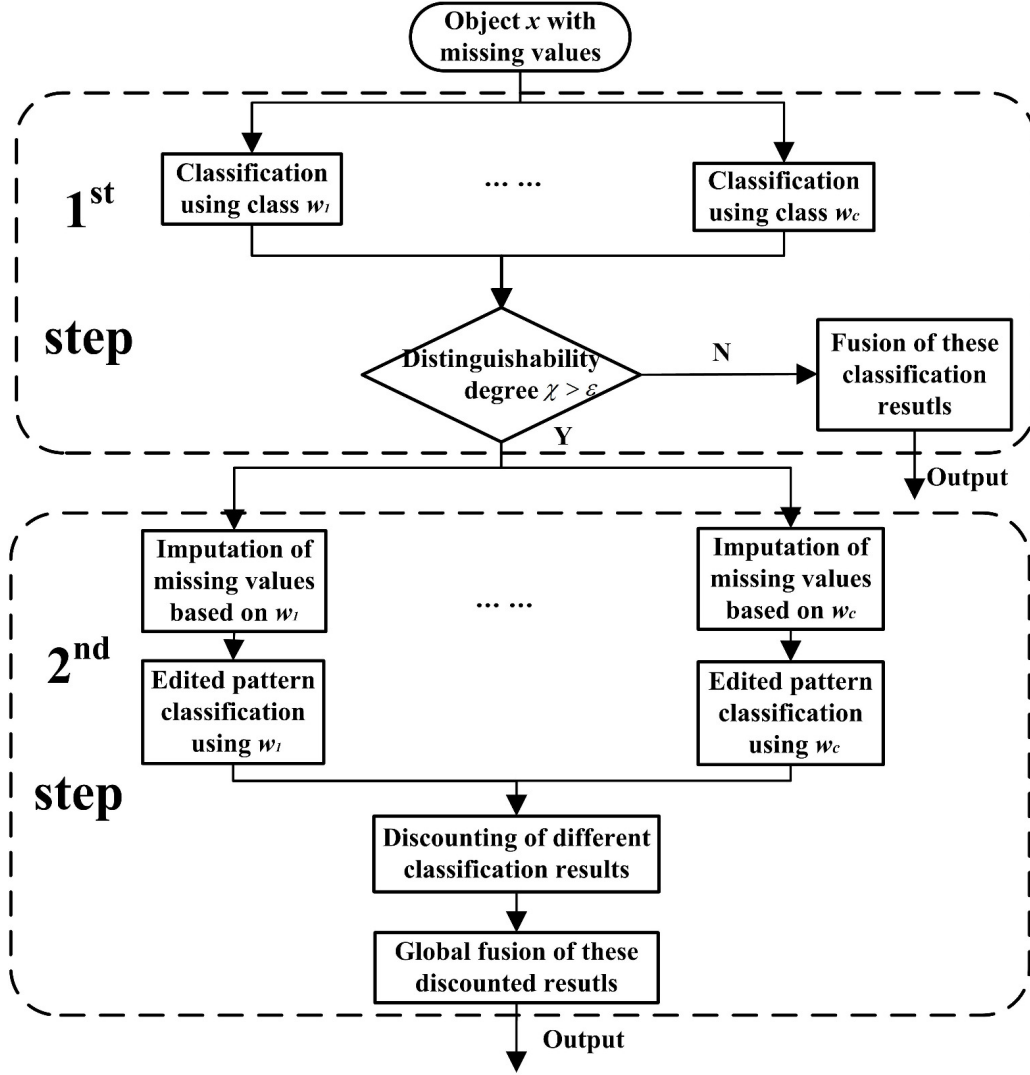 Object x with
missing values
1st
step
Classification
using class w1
... ...
Classification
using class wc
Distinguishability
degree χ > ε
N
Y
Fusion of these
classification
resutls
Output
2nd
step
Imputation of
missing values
based on w1
... ...
Imputation of
missing values
based on wc
Edited pattern
classification
using w1
Edited pattern
classification
using wc
Discounting of different
classification results
Global fusion of these
discounted resutls
Output